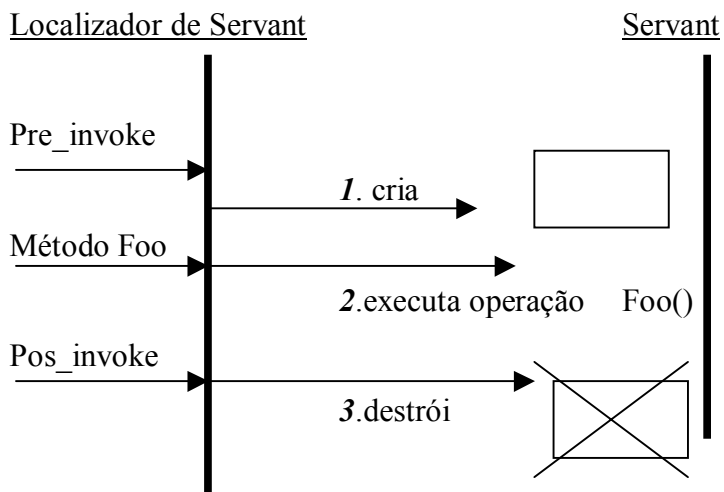 Localizador de Servant
Servant
Pre_invoke
1. cria
Método Foo
2.executa operação Foo()
Pos_invoke
3.destrói